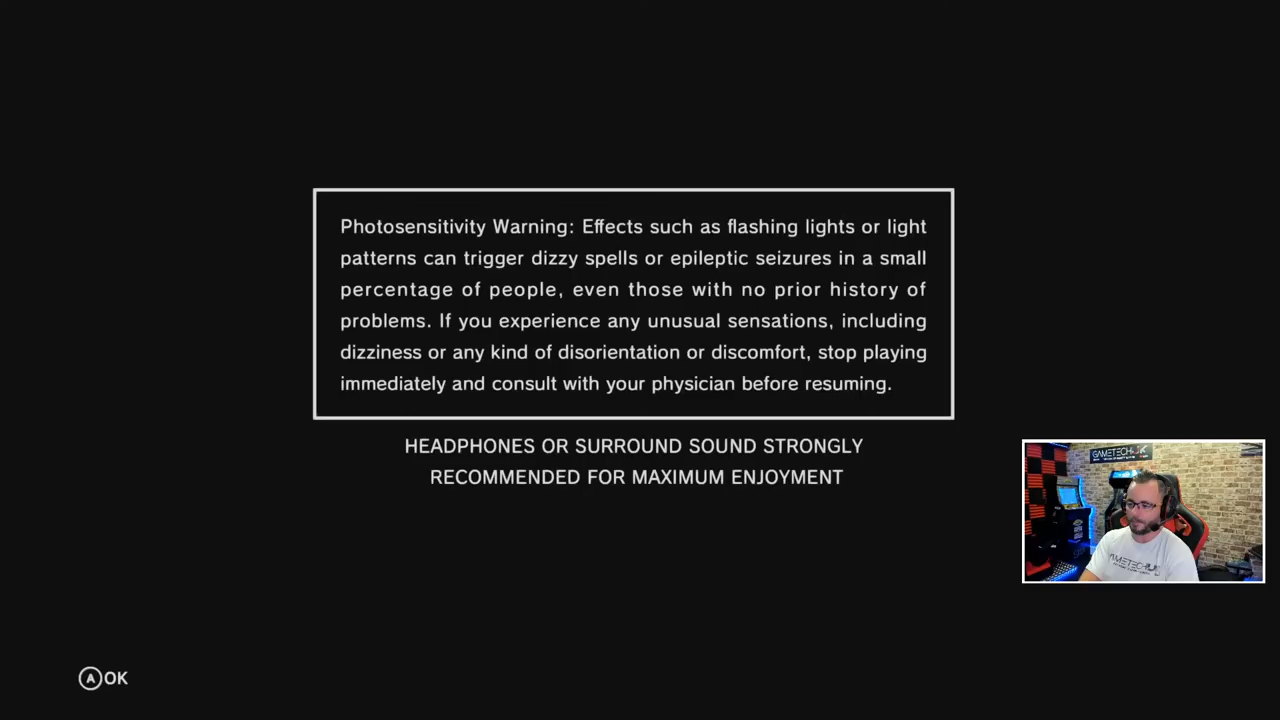 Photosensitivity Warning: Effects such as flashing lights or light
patterns can trigger dizzy spells or epileptic seizures in a small
percentage of people, even those with no prior history of
problems. If you experience any unusual sensations, including
dizziness or any kind of disorientation or discomfort, stop playing
immediately and consult with your physician before resuming.
HEADPHONES OR SURROUND SOUND STRONGLY
RECOMMENDED FOR MAXIMUM ENJOYMENT
GAMETECHUK
GAMETECHUK
A OK